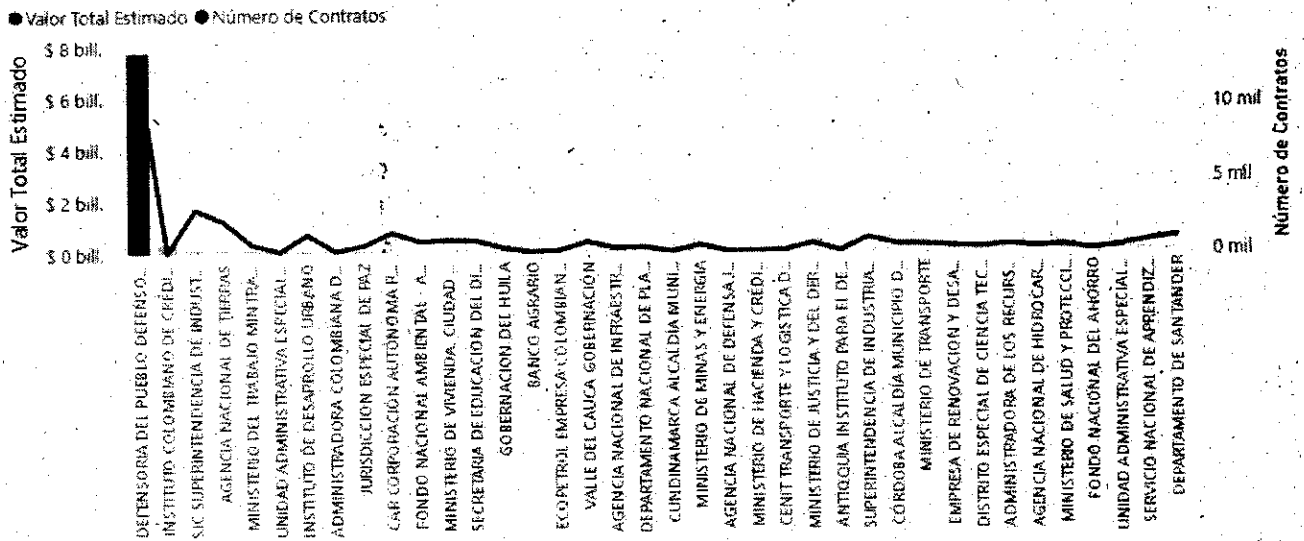 ●Valor Total Estimado ●Número de Contratos
Valor Total Estimado
$ 8 bill.
$ 6 bill.
$ 4 bill.
$ 2 bill.
$ 0 bill.
10 mil
5 mil
0 mil
Número de Contratos
DEFENSORIA DEL PUEBLO DEFENSO...
INSTITUTO COLOMBIANO DE CREDI...
SIC SUPERINTENDENCIA DE INDUST...
AGENCIA NACIONAL DE TIERRAS
MINISTERIO DEL TRABAJO MINTRA...
UNIDAD ADMINISTRATIVA ESPECIAL...
INSTITUTO DE DESARROLLO URBANO
ADMINISTRADORA COLOMBIANA D...
JURISDICCION ESPECIAL DE PAZ
CAR CORPORACIÓN AUTÓNOMA R...
FONDO NACIONAL AMBIENTAL - A...
MINISTERIO DE VIVIENDA, CIUDAD ...
SECRETARIA DE EDUCACION DEL DI...
GOBERNACION DEL HUILA
BANCO AGRARIO
ECOPETROL EMPRESA COLOMBIAN...
VALLE DEL CAUCA GOBERNACIÓN
AGENCIA NACIONAL DE INFRAESTR...
DEPARTAMENTO NACIONAL DE PLA...
CUNDINAMARCA ALCALDIA MUNI...
MINISTERIO DE MINAS Y ENERGIA
AGENCIA NACIONAL DE DEFENSA J...
MINISTERIO DE HACIENDA Y CREDI...
CENIT TRANSPORTE Y LOGISTICA D...
MINISTERIO DE JUSTICIA Y DEL DER...
ANTIOQUIA INSTITUTO PARA El DE...
SUPERINTENDENCIA DE INDUSTRIA...
CÓRDOBA ALCALDÍA MUNICIPIO D...
MINISTERIO DE TRANSPORTE
EMPRESA DE RENOVACION Y DESA...
DISTRITO ESPECIAL DE CIENCIA TEC...
ADMINISTRADORA DE LOS RECURS...
AGENCIA NACIONAL DE HIDROCAR...
MINISTERIO DE SALUD Y PROTECCI...
FONDO NACIONAL DEL AHORRO
UNIDAD ADMINISTRATIVA ESPECIAL...
SERVICIO NACIONAL DE APRENDIZ...
DEPARTAMENTO DE SANTANDER